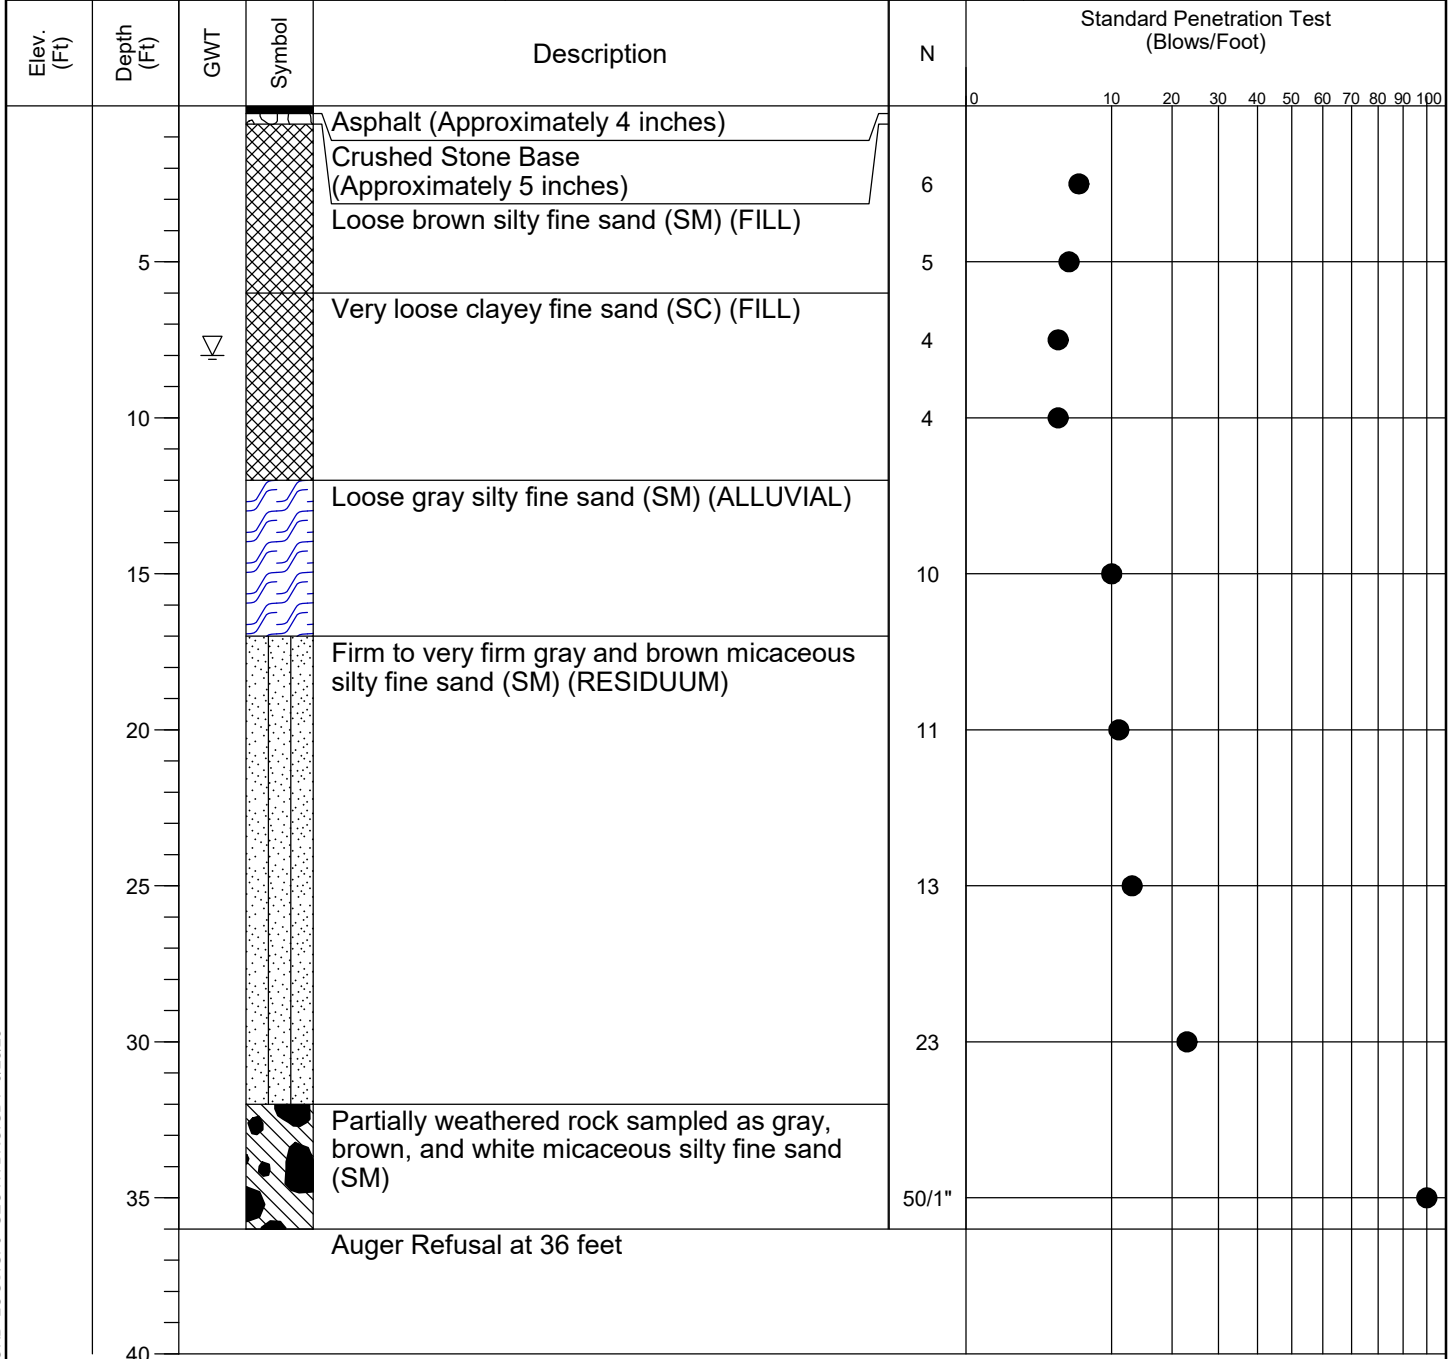 Elev.
(Ft)
Depth
(Ft)
GWT
Symbol
Description
N
Standard Penetration Test
(Blows/Foot)
0 10 20 30 40 50 60 70 80 90 100
Asphalt (Approximately 4 inches)
Crushed Stone Base
(Approximately 5 inches)
6
Loose brown silty fine sand (SM) (FILL)
5 5
Very loose clayey fine sand (SC) (FILL)
4
10 4
Loose gray silty fine sand (SM) (ALLUVIAL)
15 10
Firm to very firm gray and brown micaceous
silty fine sand (SM) (RESIDUUM)
20 11
25 13
30 23
Partially weathered rock sampled as gray,
brown, and white micaceous silty fine sand
(SM)
35 50/1"
Auger Refusal at 36 feet
40